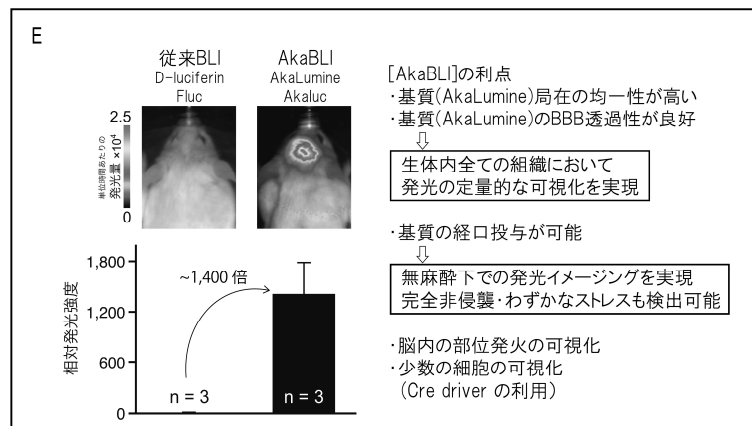 E
従来BLI
D-luciferin
Fluc
AkaBLI
AkaLumine
Akaluc
2.5
0
単位時間あたりの
発光量 ×10⁴
1,800
1,200
600
0
相対発光強度
~1,400 倍
n = 3
n = 3
[AkaBLI]の利点
・基質(AkaLumine)局在の均一性が高い
・基質(AkaLumine)のBBB透過性が良好
生体内全ての組織において
発光の定量的な可視化を実現
・基質の経口投与が可能
無麻酔下での発光イメージングを実現
完全非侵襲・わずかなストレスも検出可能
・脳内の部位発火の可視化
・少数の細胞の可視化
(Cre driver の利用)